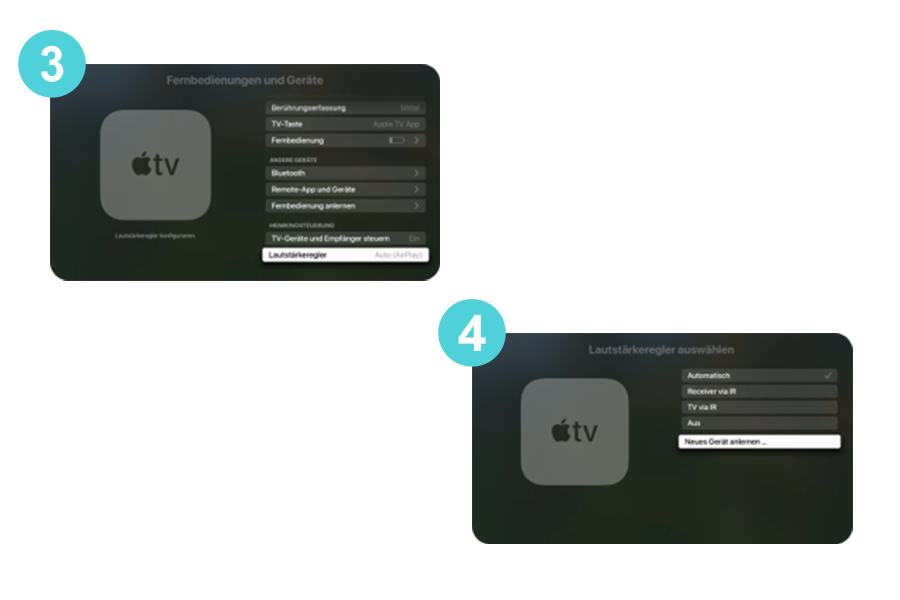 3
Fernbedienungen und Geräte
Berührungserfassung Mittel
TV-Taste Apple TV App
Fernbedienung
ANDERE GERÄTE
Bluetooth
Remote-App und Geräte
Fernbedienung anlernen
HEIMKINOSTEUERUNG
TV-Geräte und Empfänger steuern Ein
Lautstärkeregler Auto (AirPlay)
tv
Lautstärkeregler konfigurieren
4
Lautstärkeregler auswählen
Automatisch
Receiver via IR
TV via IR
Aus
Neues Gerät anlernen ...
tv